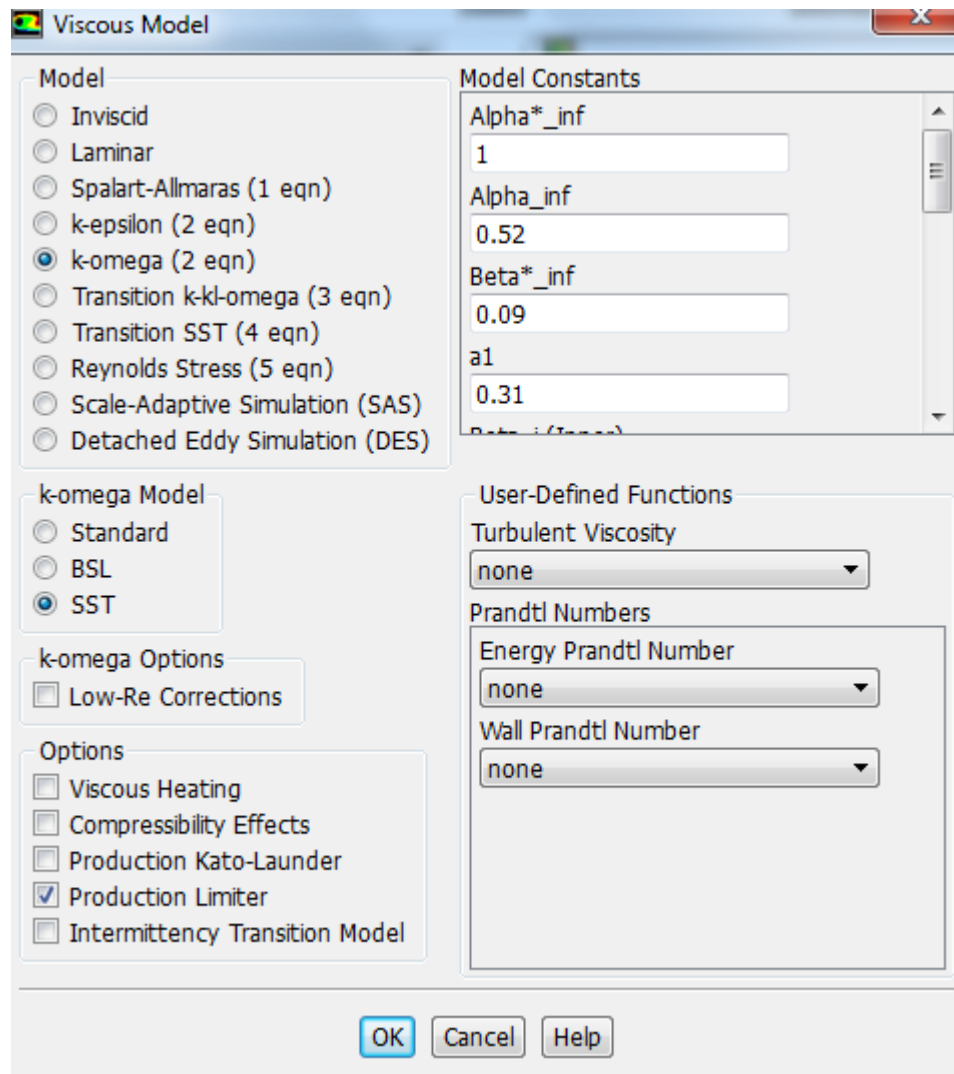 Viscous Model
Model
Inviscid
Laminar
Spalart-Allmaras (1 eqn)
k-epsilon (2 eqn)
k-omega (2 eqn)
Transition k-kl-omega (3 eqn)
Transition SST (4 eqn)
Reynolds Stress (5 eqn)
Scale-Adaptive Simulation (SAS)
Detached Eddy Simulation (DES)
k-omega Model
Standard
BSL
SST
k-omega Options
Low-Re Corrections
Options
Viscous Heating
Compressibility Effects
Production Kato-Launder
Production Limiter
Intermittency Transition Model
Model Constants
Alpha*_inf
1
Alpha_inf
0.52
Beta*_inf
0.09
a1
0.31
User-Defined Functions
Turbulent Viscosity
none
Prandtl Numbers
Energy Prandtl Number
none
Wall Prandtl Number
none
OK
Cancel
Help